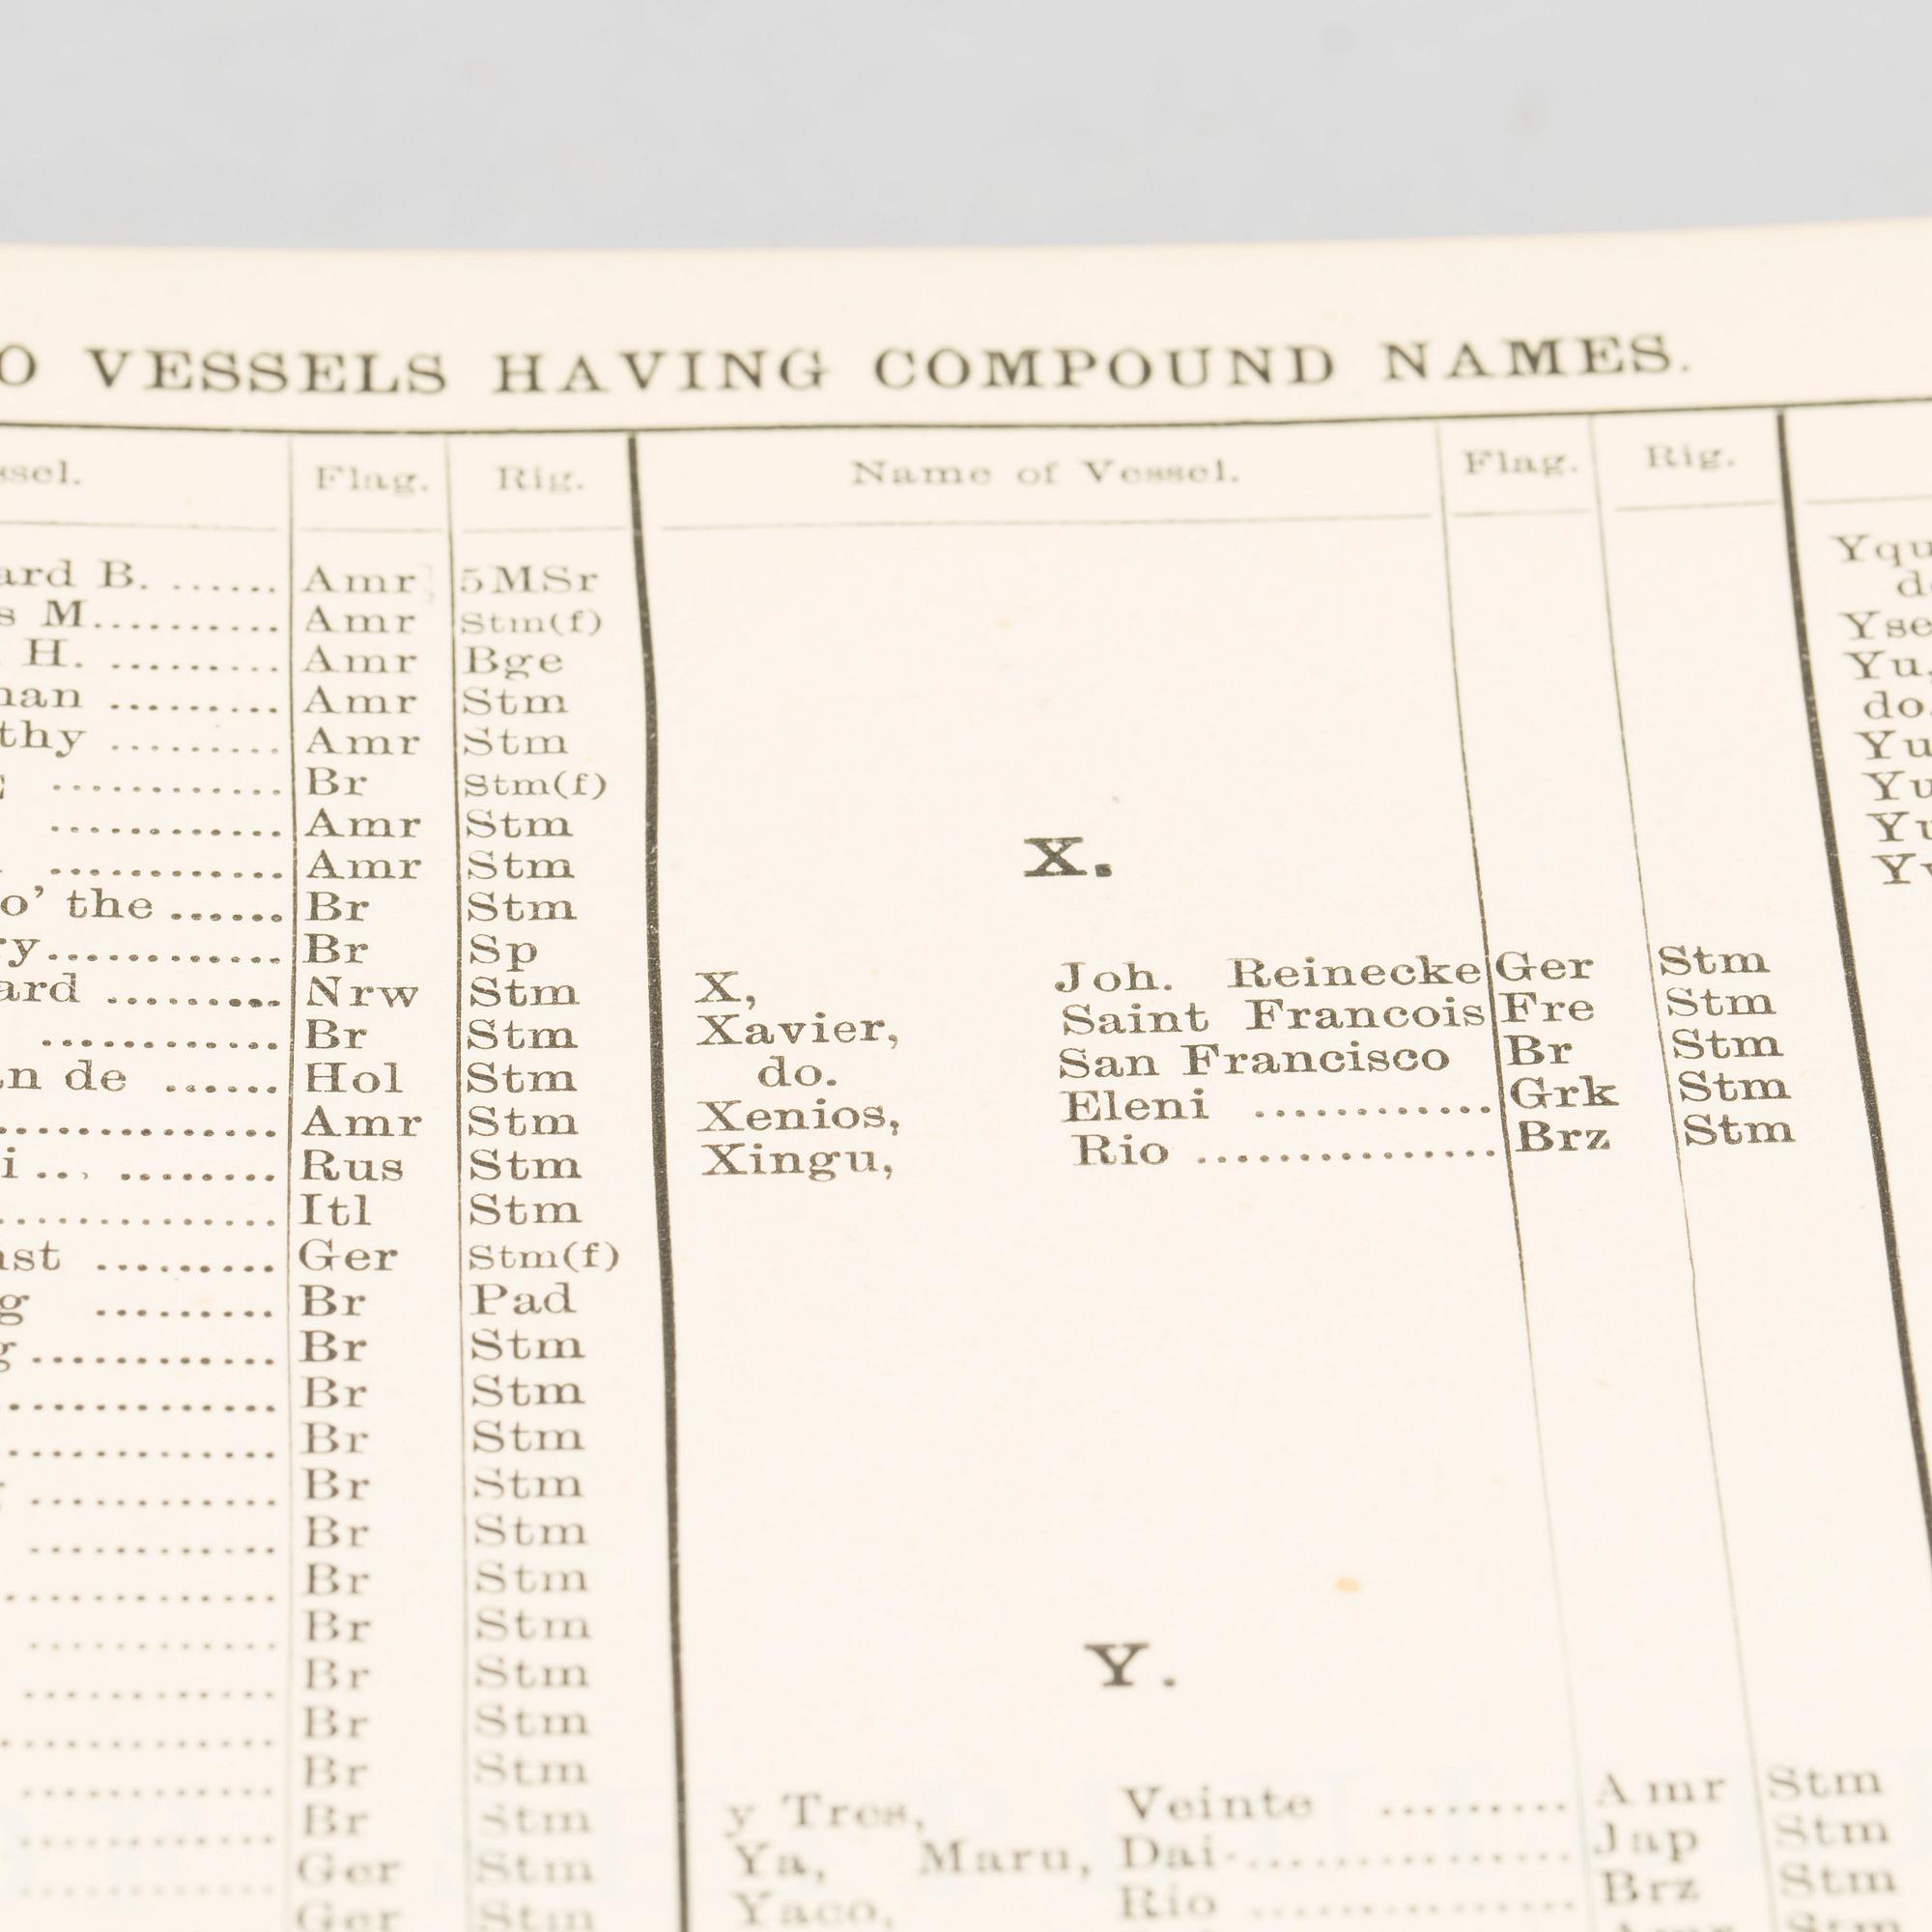 VESSELS HAVING COMPOUND NAMES.
Flag. Rig.
ard B. ...... Amr 5MSr
s M.......... Amr Stm(f)
H. ......... Amr Bge
nan ......... Amr Stm
thy ......... Amr Stm
............ Br Stm(f)
............ Amr Stm
............ Amr Stm
o' the ...... Br Stm
ry............ Br Sp
ard .......... Nrw Stm
............ Br Stm
n de ...... Hol Stm
.............. Amr Stm
i... ........ Rus Stm
.............. Itl Stm
ast ......... Ger Stm(f)
g ......... Br Pad
g ............ Br Stm
............. Br Stm
............. Br Stm
............ Br Stm
............ Br Stm
............. Br Stm
............ Br Stm
............ Br Stm
............. Br Stm
............ Br Stm
............ Br Stm
............ Ger Stm
Ger Stm
Name of Vessel. Flag. Rig.
X.
X, Joh. Reinecke Ger Stm
Xavier, Saint Francois Fre Stm
do. San Francisco Br Stm
Xenios, Eleni ............ Grk Stm
Xingu, Rio ............... Brz Stm
Y.
y Tres, Veinte ......... Amr Stm
Ya, Maru, Dai-............... Jap Stm
Yaco, Rio .............. Brz Stm
Yqu
d
Yse
Yu,
do.
Yu
Yu
Yu
Yv